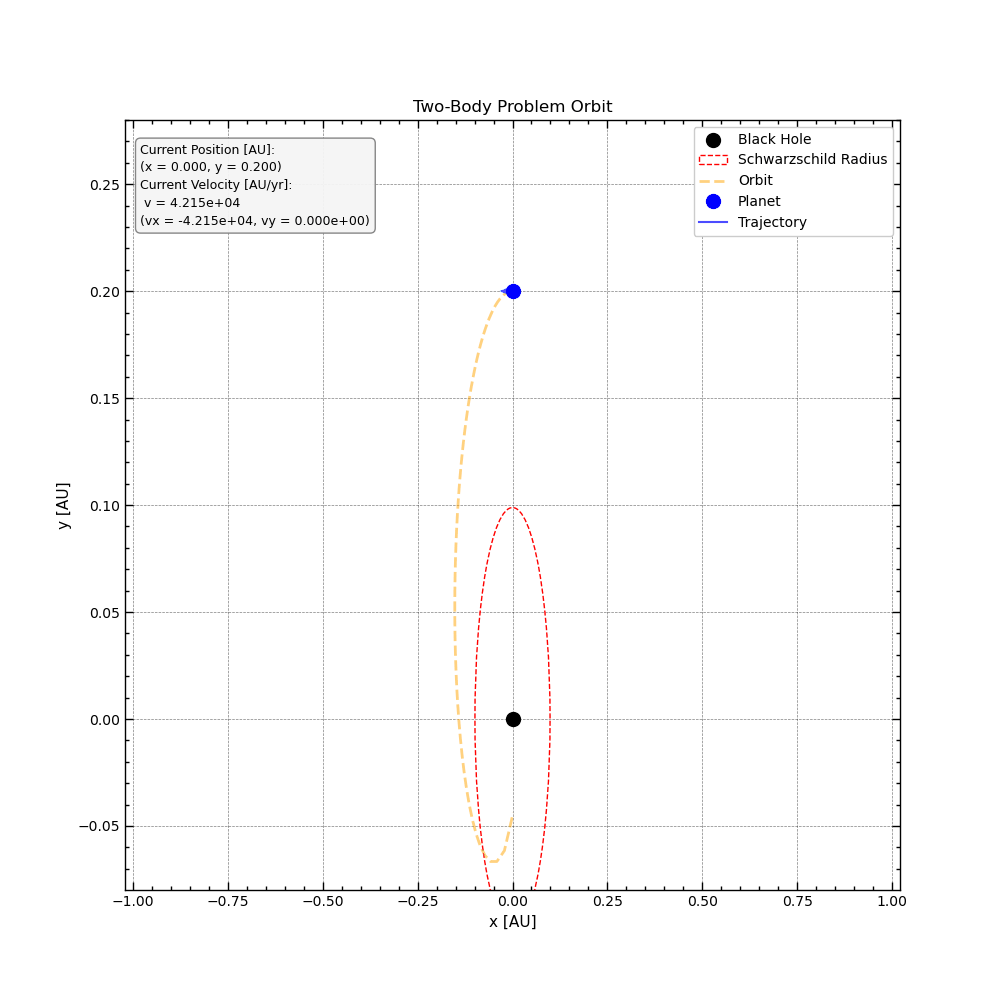 Two-Body Problem Orbit
Current Position [AU]:
(x = 0.000, y = 0.200)
Current Velocity [AU/yr]:
v = 4.215e+04
(vx = -4.215e+04, vy = 0.000e+00)
Black Hole
Schwarzschild Radius
Orbit
Planet
Trajectory
y [AU]
0.25
0.20
0.15
0.10
0.05
0.00
−0.05
−1.00 −0.75 −0.50 −0.25 0.00 0.25 0.50 0.75 1.00
x [AU]